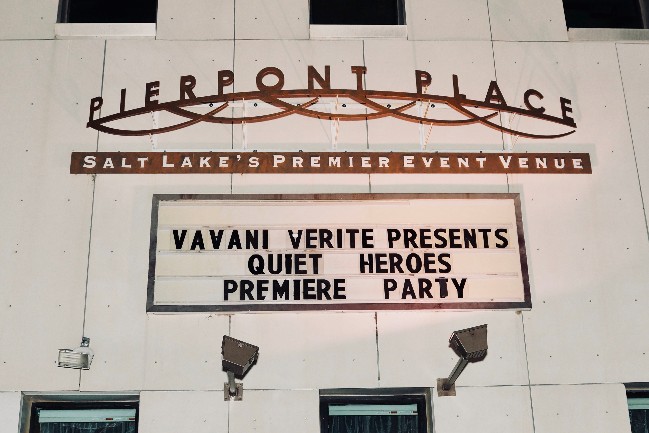 PIERPONT PLACE
SALT LAKE'S PREMIER EVENT VENUE
VAVANI VERITE PRESENTS
QUIET HEROES
PREMIERE PARTY